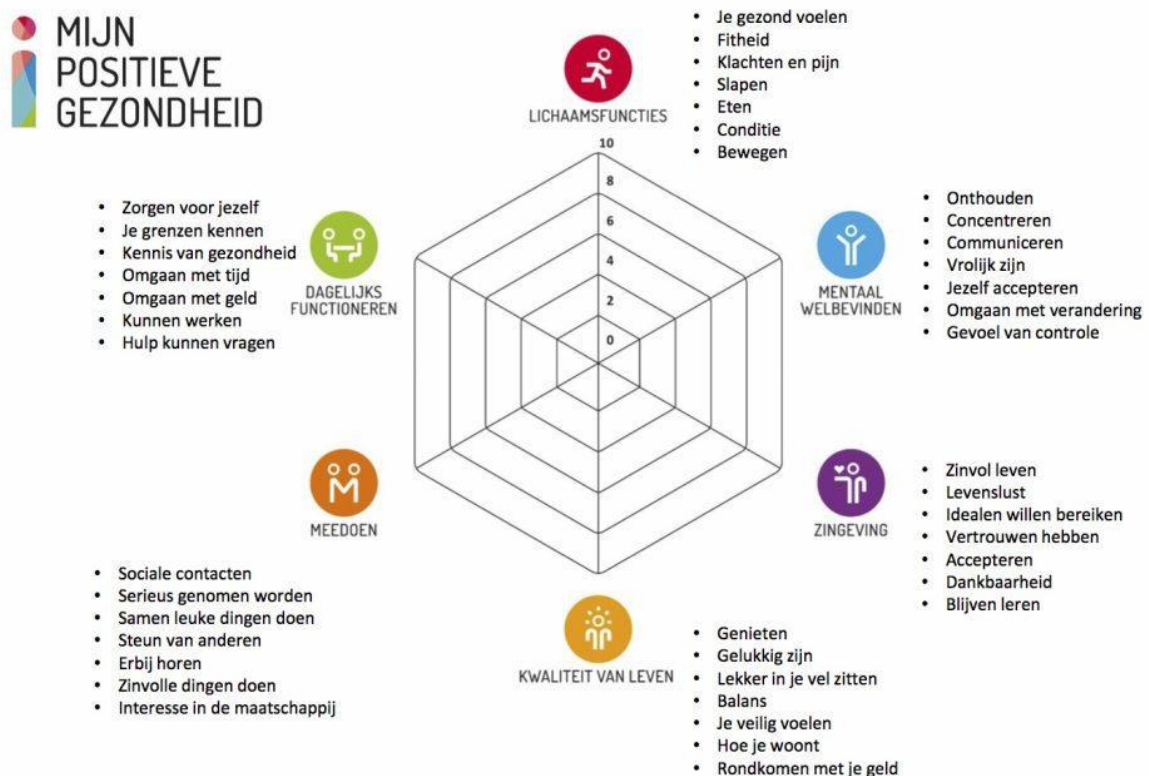 MIJN
POSITIEVE
GEZONDHEID
LICHAAMSFUNCTIES
• Je gezond voelen
• Fitheid
• Klachten en pijn
• Slapen
• Eten
• Conditie
• Bewegen
10
8
6
4
2
0
MENTAAL
WELBEVINDEN
• Onthouden
• Concentreren
• Communiceren
• Vrolijk zijn
• Jezelf accepteren
• Omgaan met verandering
• Gevoel van controle
ZINGEVING
• Zinvol leven
• Levenslust
• Idealen willen bereiken
• Vertrouwen hebben
• Accepteren
• Dankbaarheid
• Blijven leren
KWALITEIT VAN LEVEN
• Genieten
• Gelukkig zijn
• Lekker in je vel zitten
• Balans
• Je veilig voelen
• Hoe je woont
• Rondkomen met je geld
MEEDOEN
• Sociale contacten
• Serieus genomen worden
• Samen leuke dingen doen
• Steun van anderen
• Erbij horen
• Zinvolle dingen doen
• Interesse in de maatschappij
DAGELIJKS
FUNCTIONEREN
• Zorgen voor jezelf
• Je grenzen kennen
• Kennis van gezondheid
• Omgaan met tijd
• Omgaan met geld
• Kunnen werken
• Hulp kunnen vragen